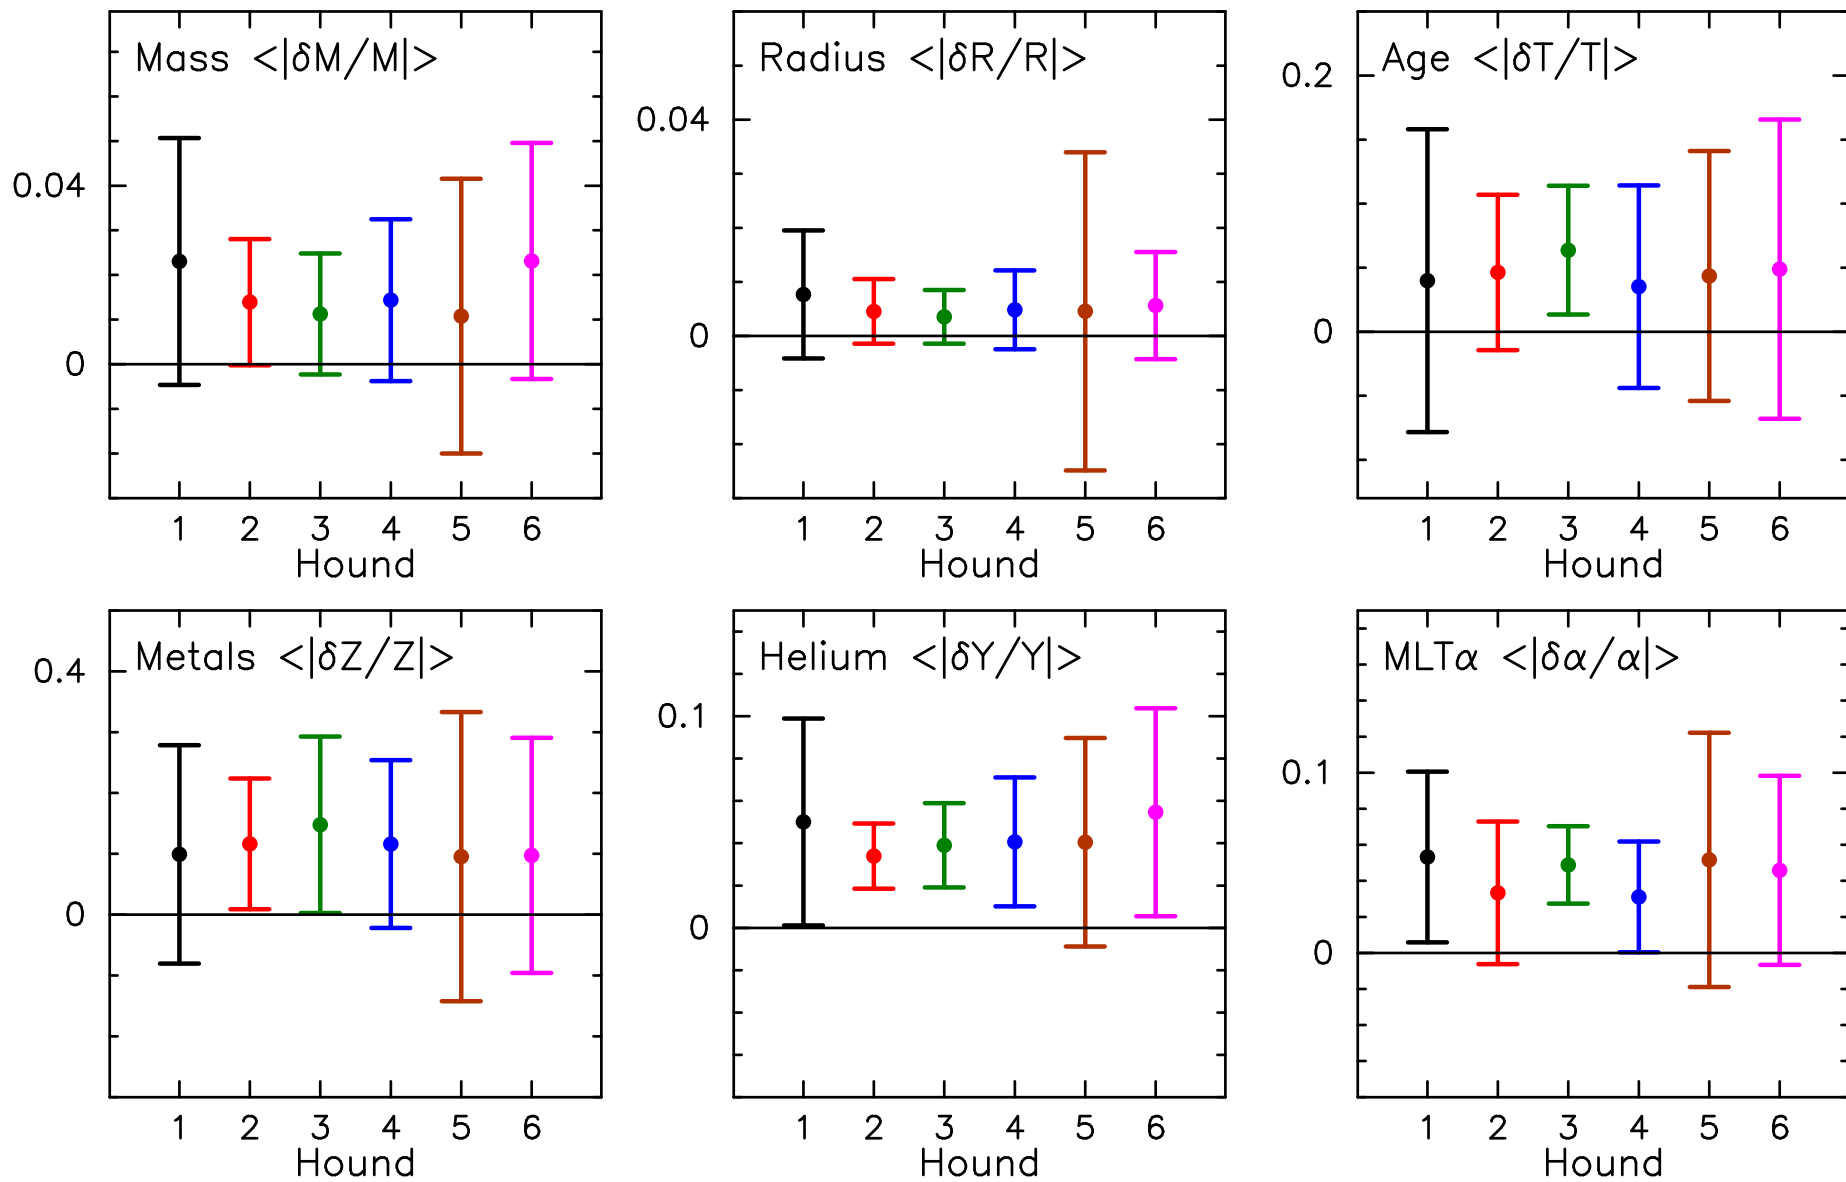 Mass <|δM/M|>
0.04
0
1 2 3 4 5 6
Hound
Radius <|δR/R|>
0.04
0
1 2 3 4 5 6
Hound
Age <|δT/T|>
0.2
0
1 2 3 4 5 6
Hound
Metals <|δZ/Z|>
0.4
0
1 2 3 4 5 6
Hound
Helium <|δY/Y|>
0.1
0
1 2 3 4 5 6
Hound
MLTα <|δα/α|>
0.1
0
1 2 3 4 5 6
Hound